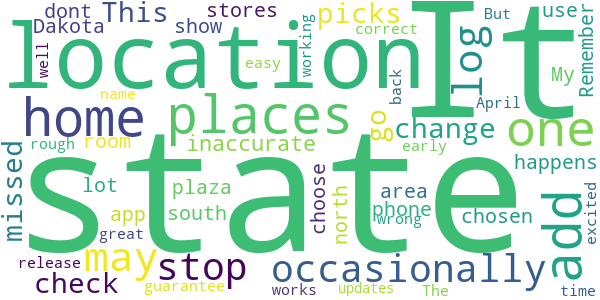 dont This stores picks use
Dakota show correct But Remember
well location It log
working easy back My
name home places April
go change one
rough room inaccurate early happens
missed state
lot plaza choose north area phone chosen add excited
app south wrong
great may stop occasionally
release check guarantee works updates The time